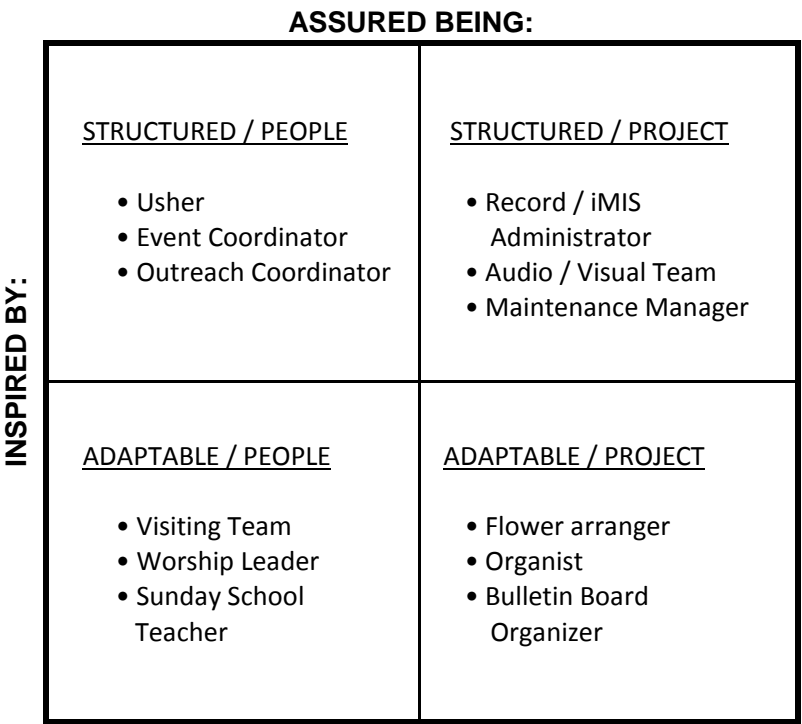 ASSURED BEING:
INSPIRED BY:
STRUCTURED / PEOPLE
• Usher
• Event Coordinator
• Outreach Coordinator
STRUCTURED / PROJECT
• Record / iMIS
Administrator
• Audio / Visual Team
• Maintenance Manager
ADAPTABLE / PEOPLE
• Visiting Team
• Worship Leader
• Sunday School
Teacher
ADAPTABLE / PROJECT
• Flower arranger
• Organist
• Bulletin Board
Organizer